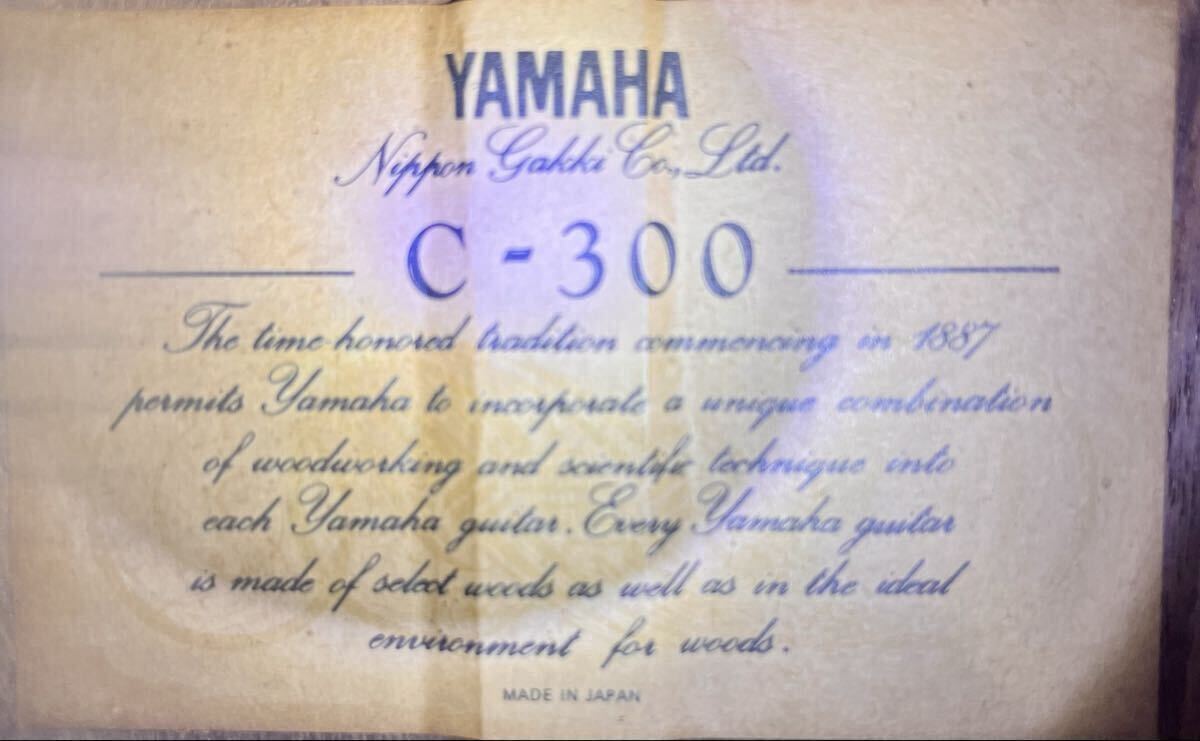 YAMAHA
Nippon Gakki Co., Ltd.
C-300
The time-honored tradition commencing in 1887
permits Yamaha to incorporate a unique combination
of woodworking and scientific technique into
each Yamaha guitar. Every Yamaha guitar
is made of select woods as well as in the ideal
environment for woods.
MADE IN JAPAN